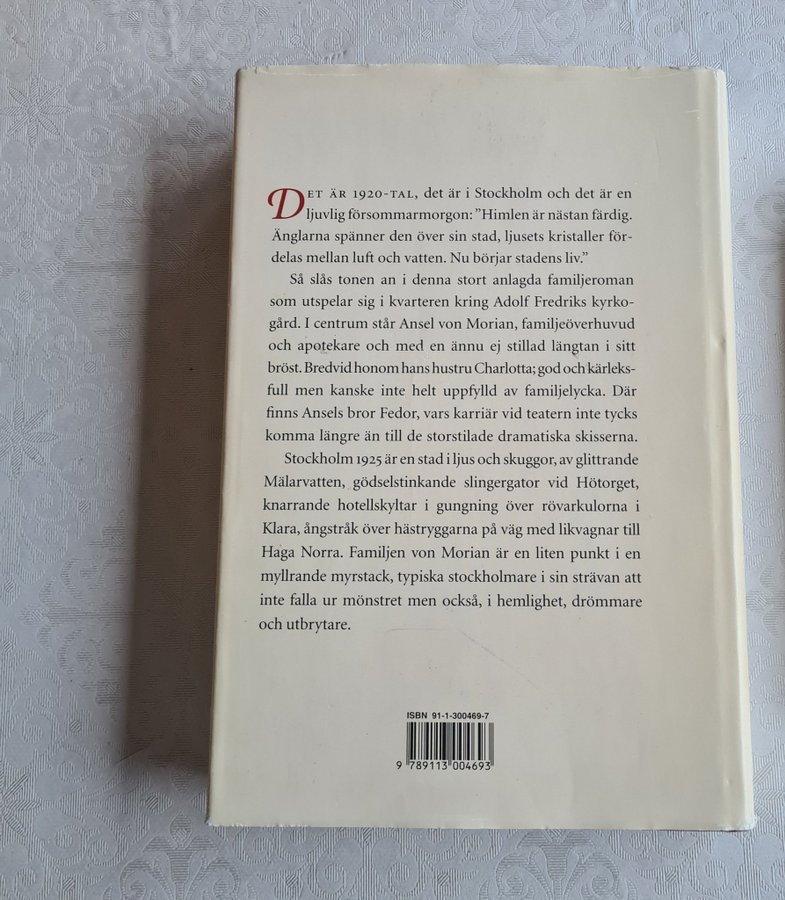 DET ÄR 1920-TAL, det är i Stockholm och det är en
ljuvlig försommarmorgon: ”Himlen är nästan färdig.
Änglarna spänner den över sin stad, ljusets kristaller för-
delas mellan luft och vatten. Nu börjar stadens liv.”
Så slås tonen an i denna stort anlagda familjeroman
som utspelar sig i kvarteren kring Adolf Fredriks kyrko-
gård. I centrum står Ansel von Morian, familjeöverhuvud
och apotekare och med en ännu ej stillad längtan i sitt
bröst. Bredvid honom hans hustru Charlotta; god och kärleks-
full men kanske inte helt uppfylld av familjelycka. Där
finns Ansels bror Fedor, vars karriär vid teatern inte tycks
komma längre än till de storstilade dramatiska skisserna.
Stockholm 1925 är en stad i ljus och skuggor, av glittrande
Mälarvatten, gödselstinkande slingergator vid Hötorget,
knarrande hotellskyltar i gungning över rövarkulorna i
Klara, ångstråk över hästryggarna på väg med likvagnar till
Haga Norra. Familjen von Morian är en liten punkt i en
myllrande myrstack, typiska stockholmare i sin strävan att
inte falla ur mönstret men också, i hemlighet, drömmare
och utbrytare.
ISBN 91-1-300469-7
9 789113 004693